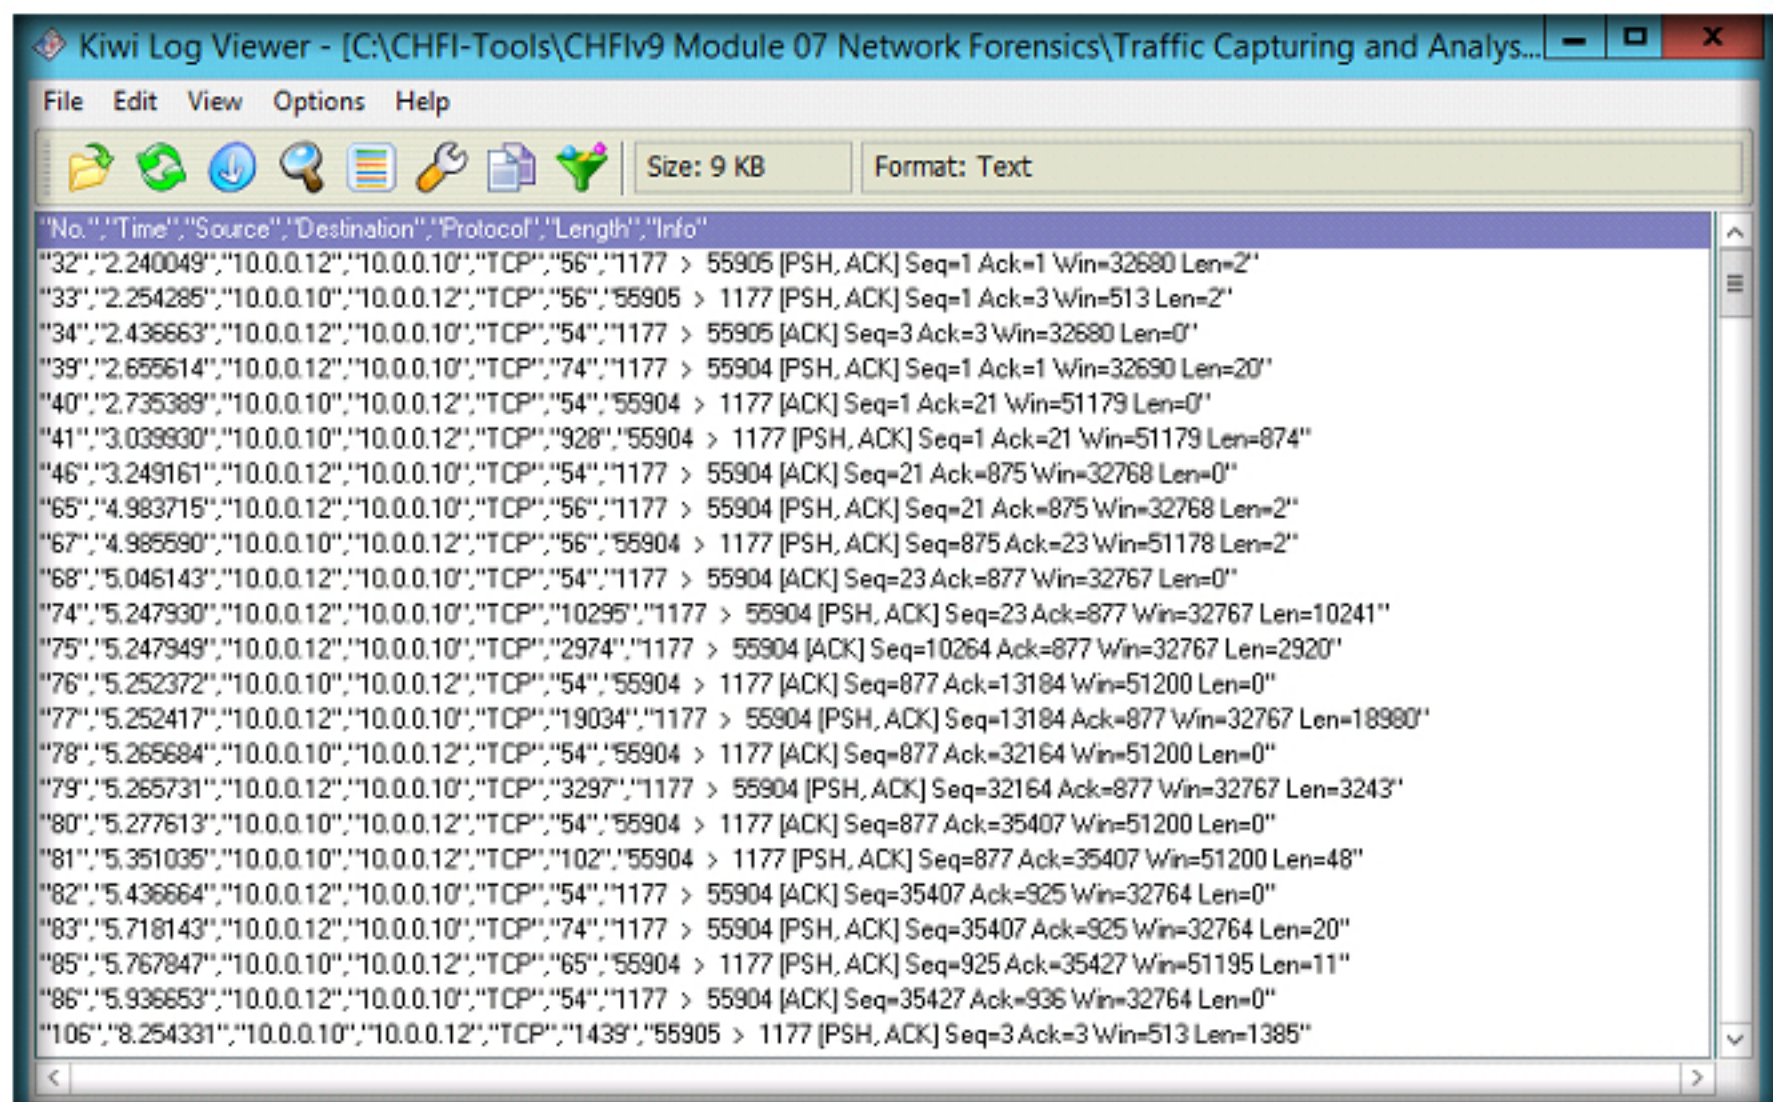 Kiwi Log Viewer - [C:\CHFI-Tools\CHFIv9 Module 07 Network Forensics\Traffic Capturing and Analys...
File Edit View Options Help
Size: 9 KB Format: Text
"No.","Time","Source","Destination","Protocol","Length","Info"
"32","2.240049","10.0.0.12","10.0.0.10","TCP","56","1177 > 55905 [PSH, ACK] Seq=1 Ack=1 Win=32680 Len=2"
"33","2.254285","10.0.0.10","10.0.0.12","TCP","56","55905 > 1177 [PSH, ACK] Seq=1 Ack=3 Win=513 Len=2"
"34","2.436663","10.0.0.12","10.0.0.10","TCP","54","1177 > 55905 [ACK] Seq=3 Ack=3 Win=32680 Len=0"
"39","2.655614","10.0.0.12","10.0.0.10","TCP","74","1177 > 55904 [PSH, ACK] Seq=1 Ack=1 Win=32690 Len=20"
"40","2.735389","10.0.0.10","10.0.0.12","TCP","54","55904 > 1177 [ACK] Seq=1 Ack=21 Win=51179 Len=0"
"41","3.039930","10.0.0.10","10.0.0.12","TCP","928","55904 > 1177 [PSH, ACK] Seq=1 Ack=21 Win=51179 Len=874"
"46","3.249161","10.0.0.12","10.0.0.10","TCP","54","1177 > 55904 [ACK] Seq=21 Ack=875 Win=32768 Len=0"
"65","4.983715","10.0.0.12","10.0.0.10","TCP","56","1177 > 55904 [PSH, ACK] Seq=21 Ack=875 Win=32768 Len=2"
"67","4.985590","10.0.0.10","10.0.0.12","TCP","56","55904 > 1177 [PSH, ACK] Seq=875 Ack=23 Win=51178 Len=2"
"68","5.046143","10.0.0.12","10.0.0.10","TCP","54","1177 > 55904 [ACK] Seq=23 Ack=877 Win=32767 Len=0"
"74","5.247930","10.0.0.12","10.0.0.10","TCP","10295","1177 > 55904 [PSH, ACK] Seq=23 Ack=877 Win=32767 Len=10241"
"75","5.247949","10.0.0.12","10.0.0.10","TCP","2974","1177 > 55904 [ACK] Seq=10264 Ack=877 Win=32767 Len=2920"
"76","5.252372","10.0.0.10","10.0.0.12","TCP","54","55904 > 1177 [ACK] Seq=877 Ack=13184 Win=51200 Len=0"
"77","5.252417","10.0.0.12","10.0.0.10","TCP","19034","1177 > 55904 [PSH, ACK] Seq=13184 Ack=877 Win=32767 Len=18980"
"78","5.265684","10.0.0.10","10.0.0.12","TCP","54","55904 > 1177 [ACK] Seq=877 Ack=32164 Win=51200 Len=0"
"79","5.265731","10.0.0.12","10.0.0.10","TCP","3297","1177 > 55904 [PSH, ACK] Seq=32164 Ack=877 Win=32767 Len=3243"
"80","5.277613","10.0.0.10","10.0.0.12","TCP","54","55904 > 1177 [ACK] Seq=877 Ack=35407 Win=51200 Len=0"
"81","5.351035","10.0.0.10","10.0.0.12","TCP","102","55904 > 1177 [PSH, ACK] Seq=877 Ack=35407 Win=51200 Len=48"
"82","5.436664","10.0.0.12","10.0.0.10","TCP","54","1177 > 55904 [ACK] Seq=35407 Ack=925 Win=32764 Len=0"
"83","5.718143","10.0.0.12","10.0.0.10","TCP","74","1177 > 55904 [PSH, ACK] Seq=35407 Ack=925 Win=32764 Len=20"
"85","5.767847","10.0.0.10","10.0.0.12","TCP","65","55904 > 1177 [PSH, ACK] Seq=925 Ack=35427 Win=51195 Len=11"
"86","5.936653","10.0.0.12","10.0.0.10","TCP","54","1177 > 55904 [ACK] Seq=35427 Ack=936 Win=32764 Len=0"
"106","8.254331","10.0.0.10","10.0.0.12","TCP","1439","55905 > 1177 [PSH, ACK] Seq=3 Ack=3 Win=513 Len=1385"